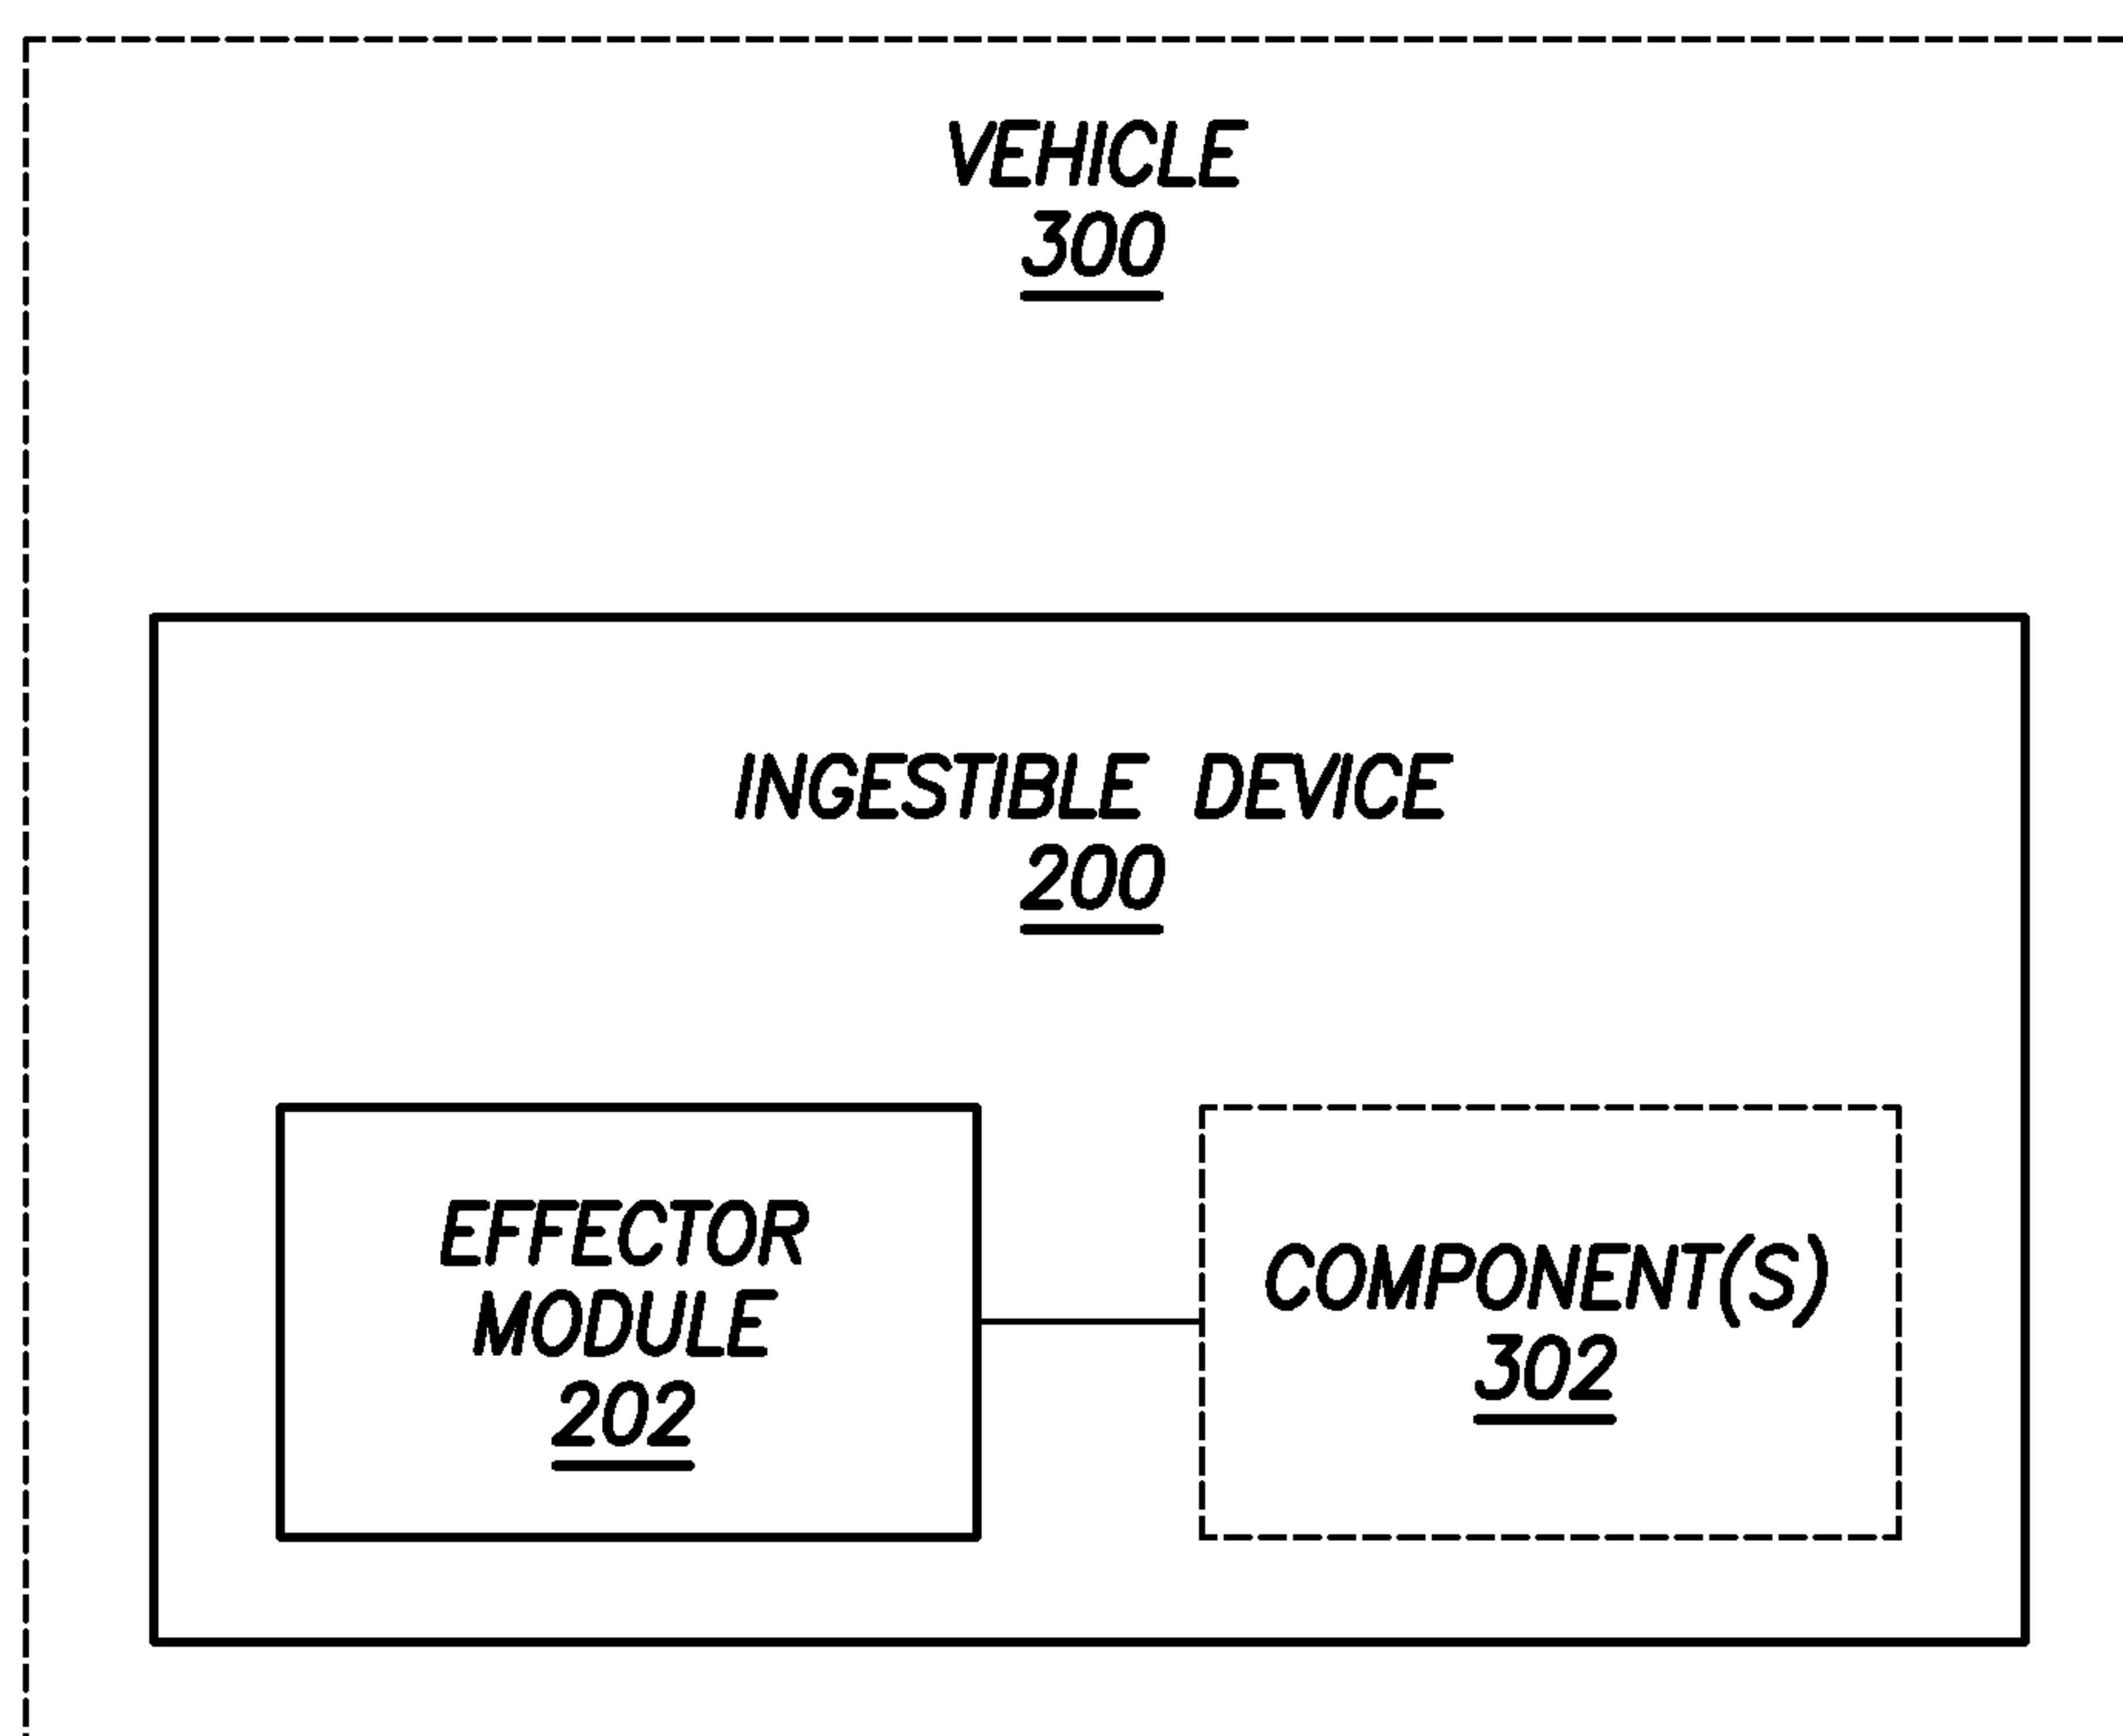 VEHICLE
300
INGESTIBLE DEVICE
200
EFFECTOR
MODULE
202
COMPONENT(S)
302